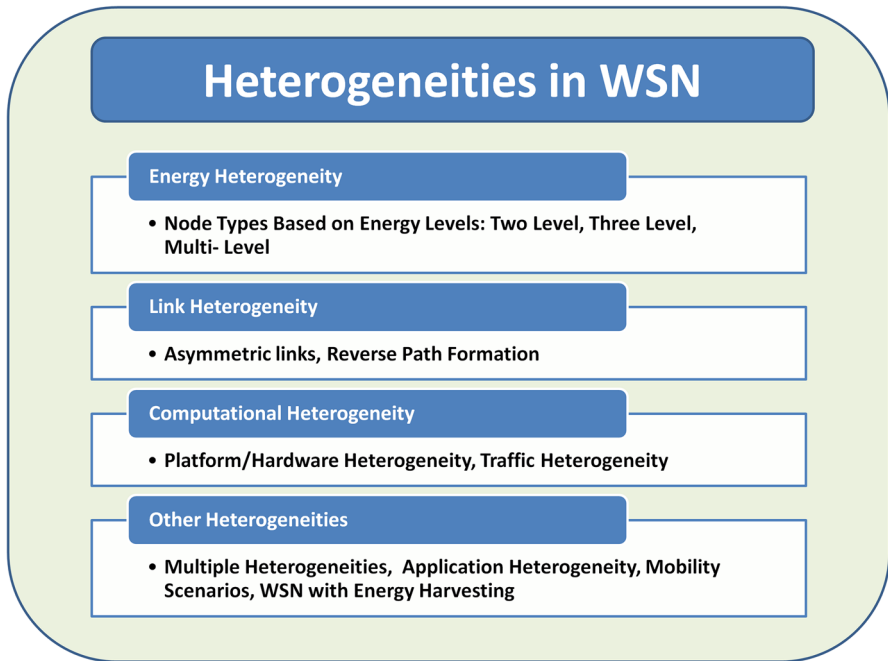 Heterogeneities in WSN
Energy Heterogeneity
• Node Types Based on Energy Levels: Two Level, Three Level,
Multi- Level
Link Heterogeneity
• Asymmetric links, Reverse Path Formation
Computational Heterogeneity
• Platform/Hardware Heterogeneity, Traffic Heterogeneity
Other Heterogeneities
• Multiple Heterogeneities,  Application Heterogeneity, Mobility
Scenarios, WSN with Energy Harvesting